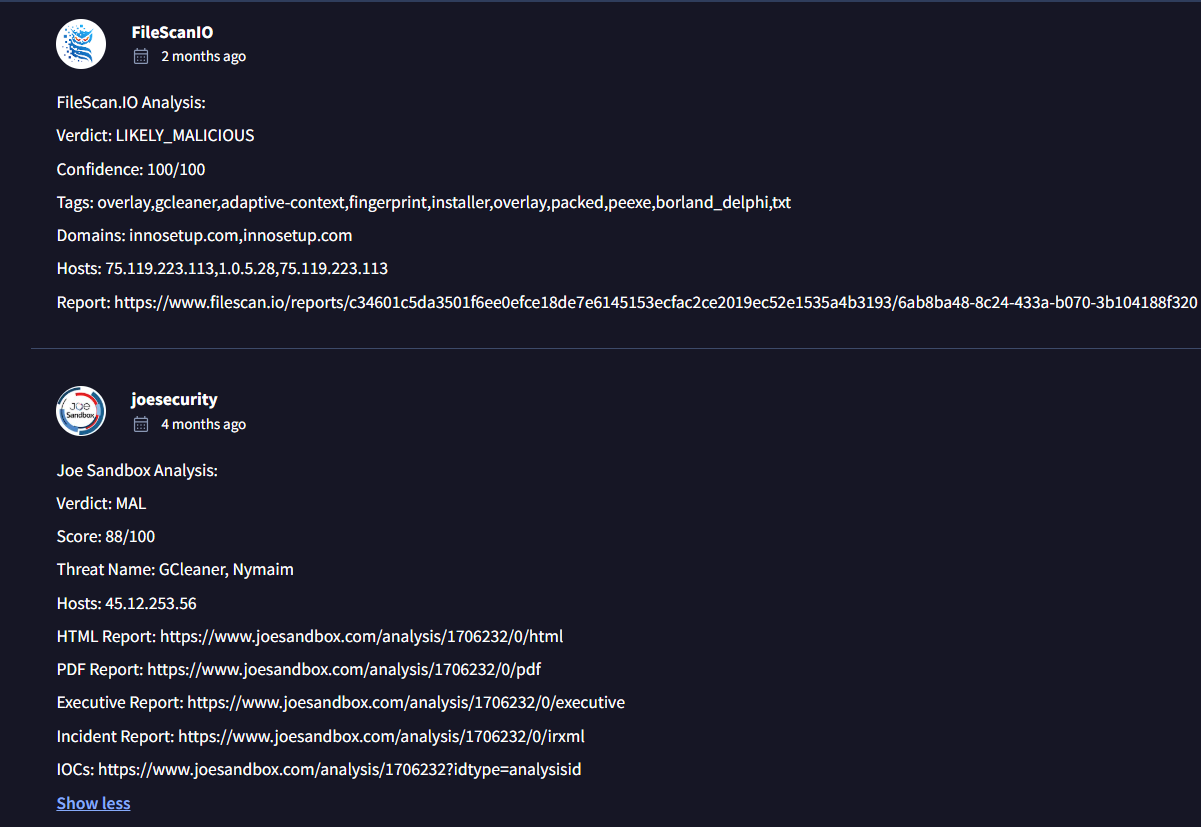 FileScanIO
2 months ago
FileScan.IO Analysis:
Verdict: LIKELY_MALICIOUS
Confidence: 100/100
Tags: overlay,gcleaner,adaptive-context,fingerprint,installer,overlay,packed,peexe,borland_delphi,txt
Domains: innosetup.com,innosetup.com
Hosts: 75.119.223.113,1.0.5.28,75.119.223.113
Report: https://www.filescan.io/reports/c34601c5da3501f6ee0efce18de7e6145153ecfac2ce2019ec52e1535a4b3193/6ab8ba48-8c24-433a-b070-3b104188f320
JOe
Sandbox
joesecurity
4 months ago
Joe Sandbox Analysis:
Verdict: MAL
Score: 88/100
Threat Name: GCleaner, Nymaim
Hosts: 45.12.253.56
HTML Report: https://www.joesandbox.com/analysis/1706232/0/html
PDF Report: https://www.joesandbox.com/analysis/1706232/0/pdf
Executive Report: https://www.joesandbox.com/analysis/1706232/0/executive
Incident Report: https://www.joesandbox.com/analysis/1706232/0/irxml
IOCs: https://www.joesandbox.com/analysis/1706232?idtype=analysisid
Show less